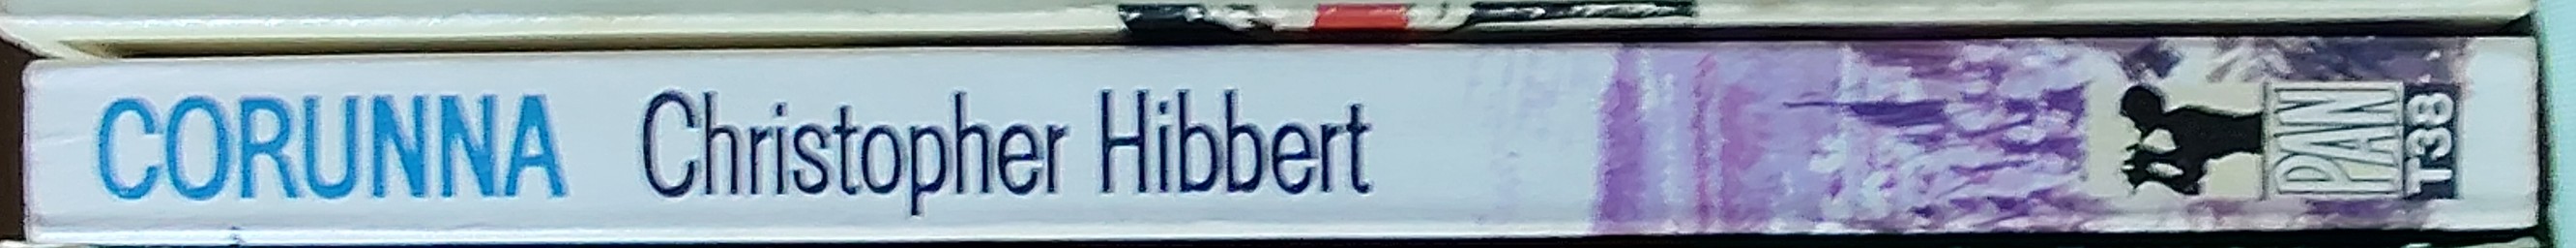 CORUNNA Christopher Hibbert
PAN
T38